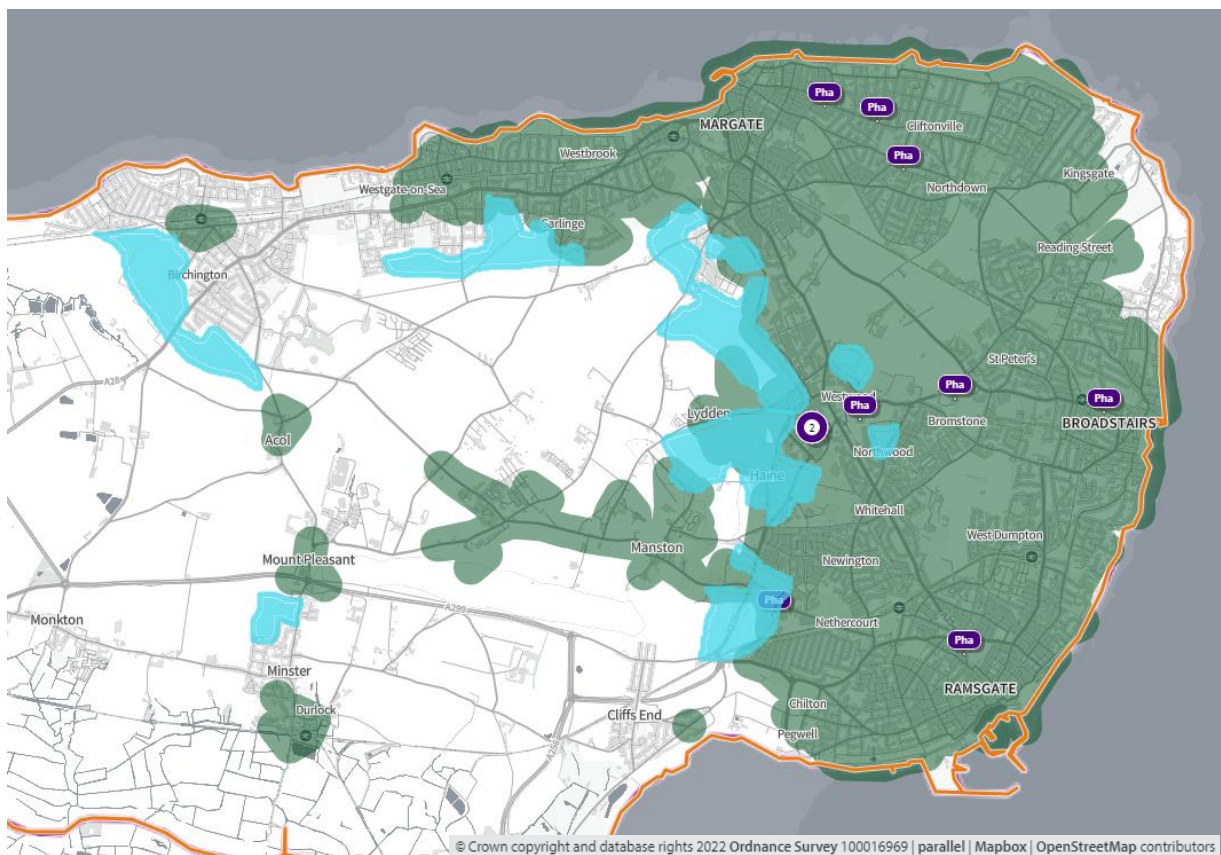 Pha
Pha
MARGATE
Cliftonville
Pha
Westbrook
Kingsgate
Westgate-on-Sea
Northdown
Garlinge
Reading Street
Birchington
St Peter's
A28
Pha
Westwood
Pha
Pha
Lydden
Bromstone
BROADSTAIRS
2
Acol
Northwood
Haine
Whitehall
West Dumpton
Manston
Mount Pleasant
Newington
Pha
A299
Monkton
Nethercourt
Pha
Minster
RAMSGATE
Durlock
Cliffs End
Chilton
Pegwell
© Crown copyright and database rights 2022 Ordnance Survey 100016969 | parallel | Mapbox | OpenStreetMap contributors